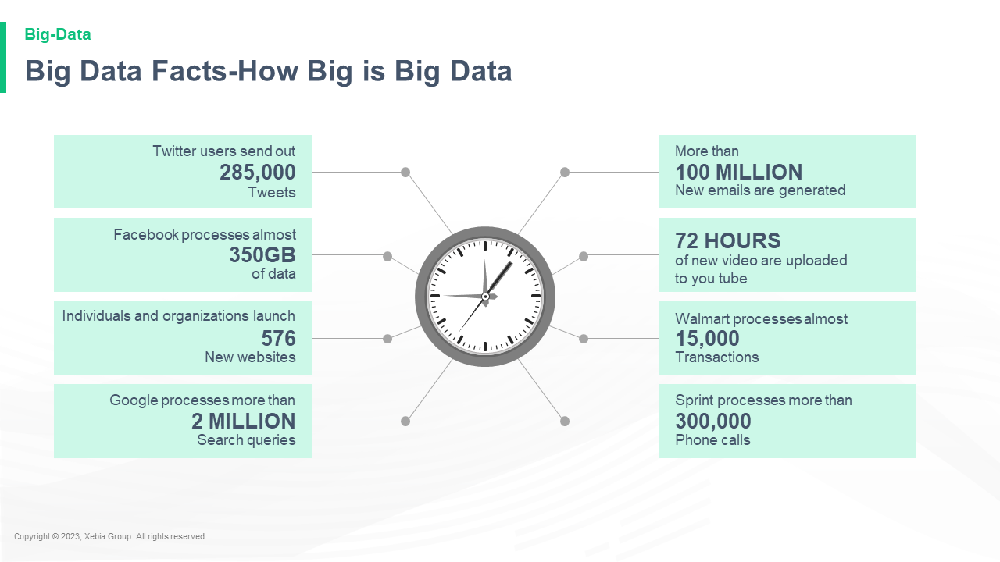 Big-Data
Big Data Facts-How Big is Big Data
Twitter users send out
285,000
Tweets
Facebook processes almost
350GB
of data
Individuals and organizations launch
576
New websites
Google processes more than
2 MILLION
Search queries
More than
100 MILLION
New emails are generated
72 HOURS
of new video are uploaded
to you tube
Walmart processes almost
15,000
Transactions
Sprint processes more than
300,000
Phone calls
Copyright © 2023, Xebia Group. All rights reserved.